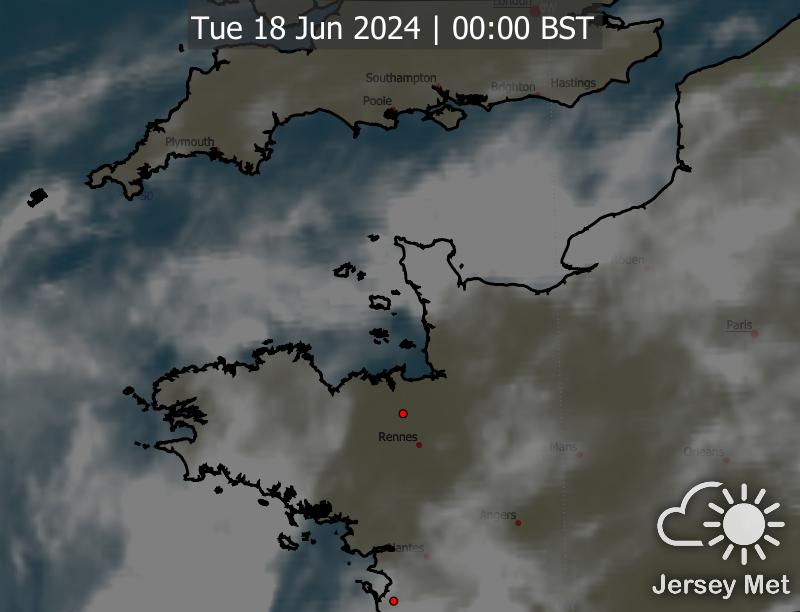 London
Tue 18 Jun 2024 | 00:00 BST
Southampton
Brighton
Hastings
Poole
Plymouth
Rouen
Paris
Rennes
Mans
Orleans
Angers
Nantes
Jersey Met